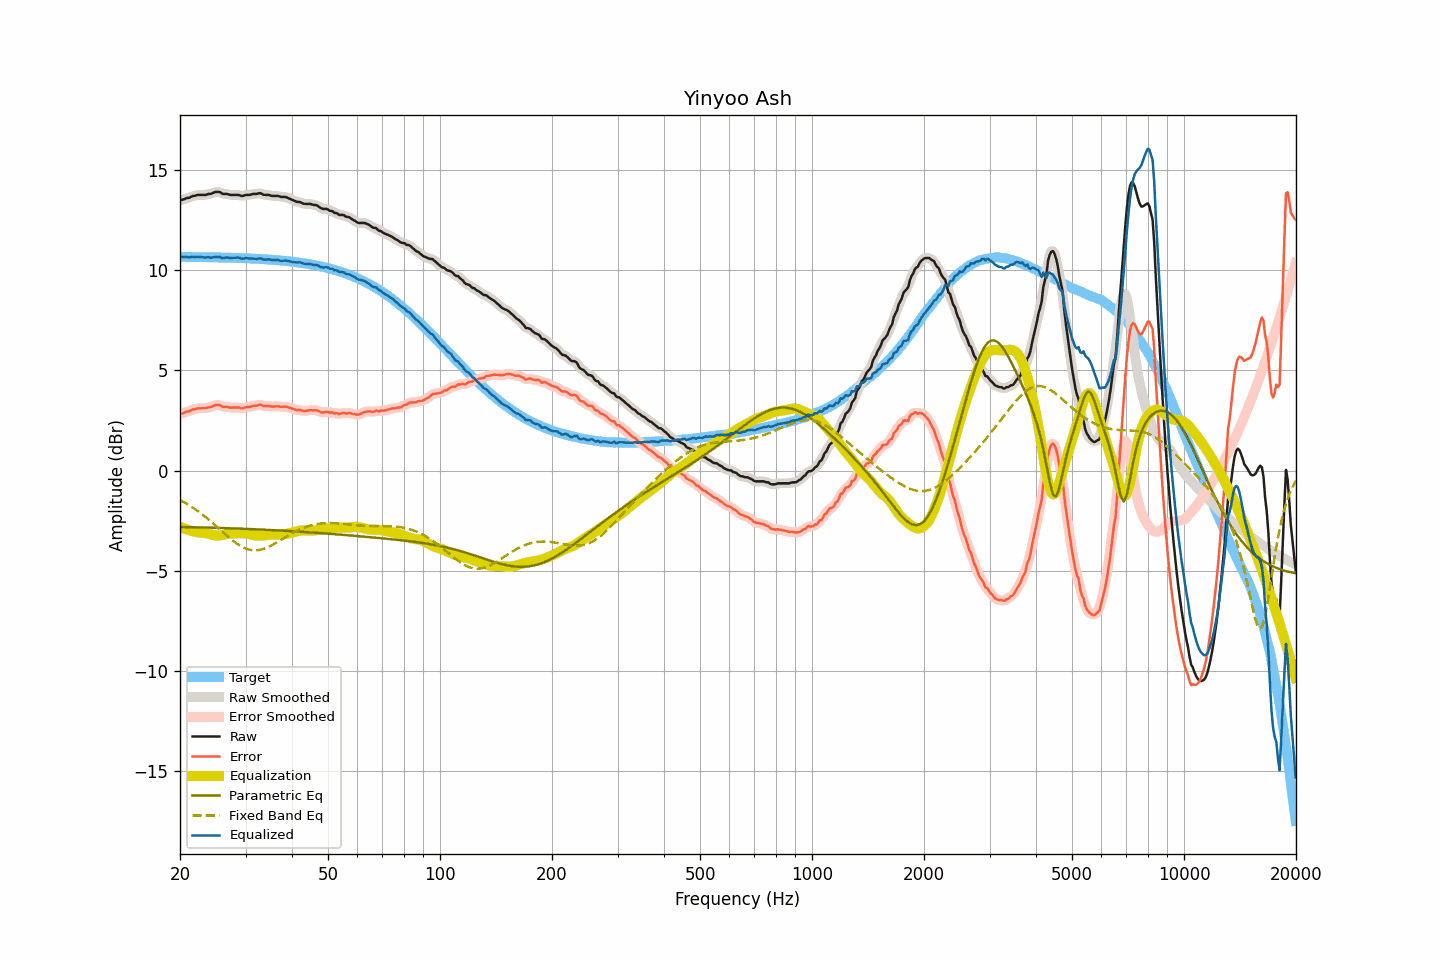 Yinyoo Ash
Amplitude (dBr)
15
10
5
0
−5
−10
−15
Target
Raw Smoothed
Error Smoothed
Raw
Error
Equalization
Parametric Eq
Fixed Band Eq
Equalized
20 50 100 200 500 1000 2000 5000 10000 20000
Frequency (Hz)